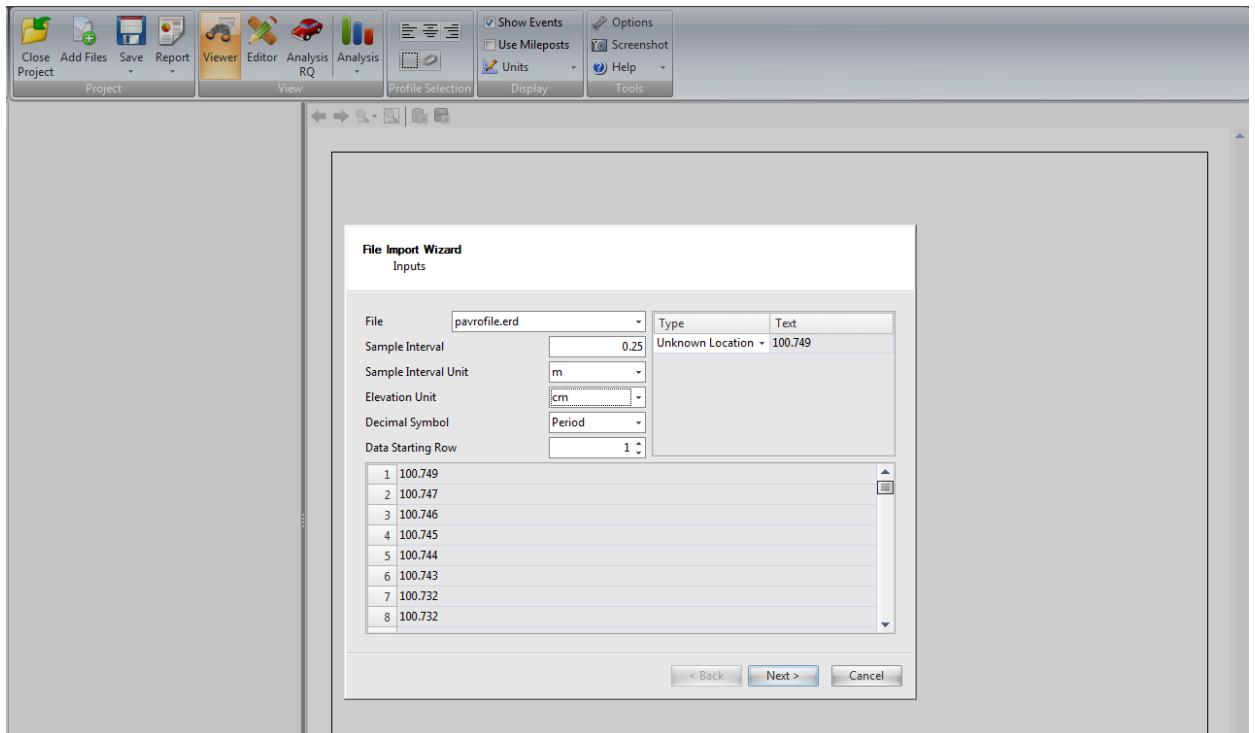 Close Project
Add Files
Save
Report
Viewer
Editor
Analysis RQ
Analysis
Show Events
Use Mileposts
Units
Options
Screenshot
Help
Project
View
Profile Selection
Display
Tools
File Import Wizard
Inputs
File pavrofile.erd
Sample Interval 0.25
Sample Interval Unit m
Elevation Unit cm
Decimal Symbol Period
Data Starting Row 1
Type Text
Unknown Location 100.749
1 100.749
2 100.747
3 100.746
4 100.745
5 100.744
6 100.743
7 100.732
8 100.732
< Back Next > Cancel